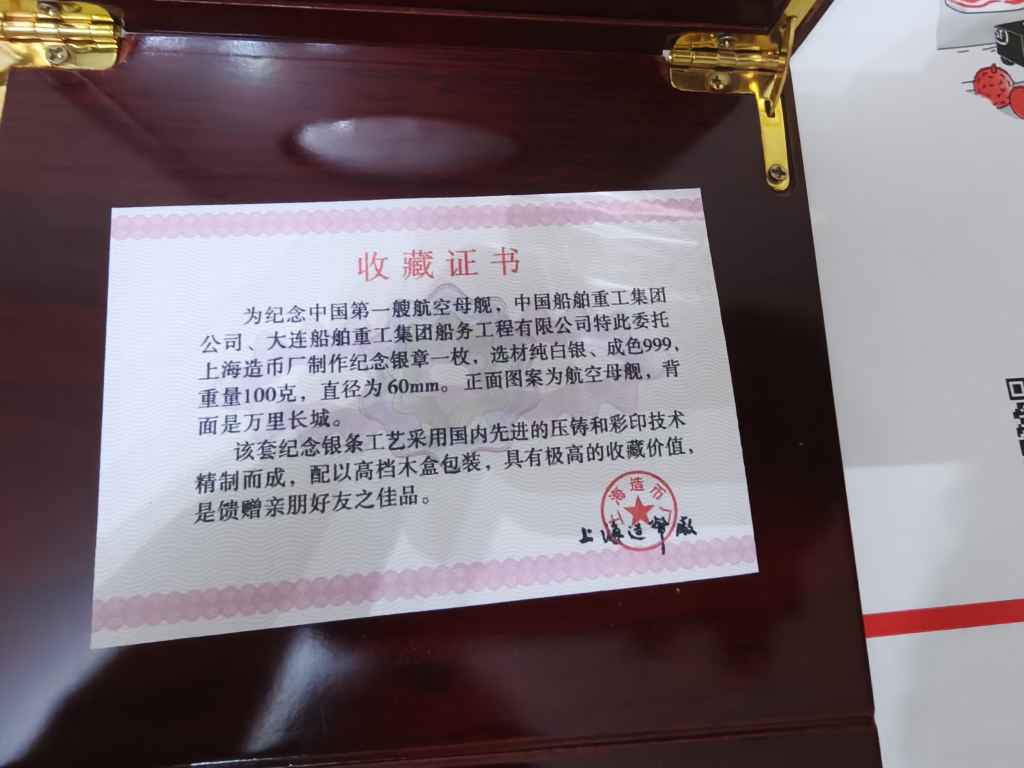 收藏证书
为纪念中国第一艘航空母舰，中国船舶重工集团
公司、大连船舶重工集团船务工程有限公司特此委托
上海造币厂制作纪念银章一枚，选材纯白银、成色999，
重量100克，直径为60mm。正面图案为航空母舰，背
面是万里长城。
该套纪念银条工艺采用国内先进的压铸和彩印技术
精制而成，配以高档木盒包装，具有极高的收藏价值，
是馈赠亲朋好友之佳品。
上海造币厂
上海造幣廠